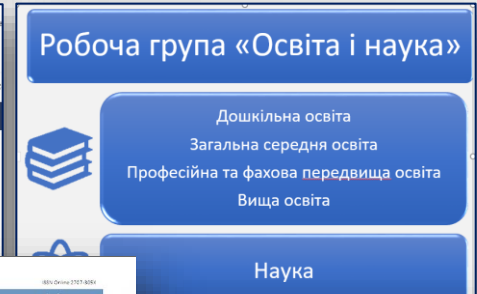 Робоча група «Освіта і наука»
Дошкільна освіта
Загальна середня освіта
Професійна та фахова передвища освіта
Вища освіта
Наука